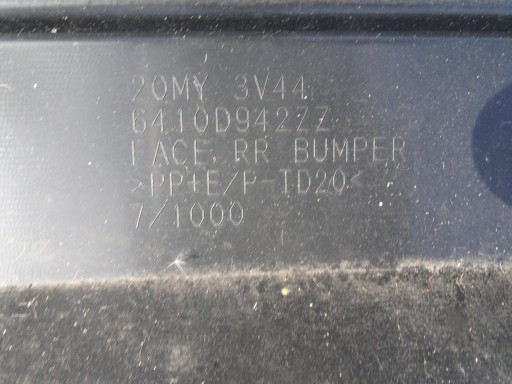 20MY 3V44
6410D942ZZ
FACE, RR BUMPER
>PP+E/P-TD20<
7/1000